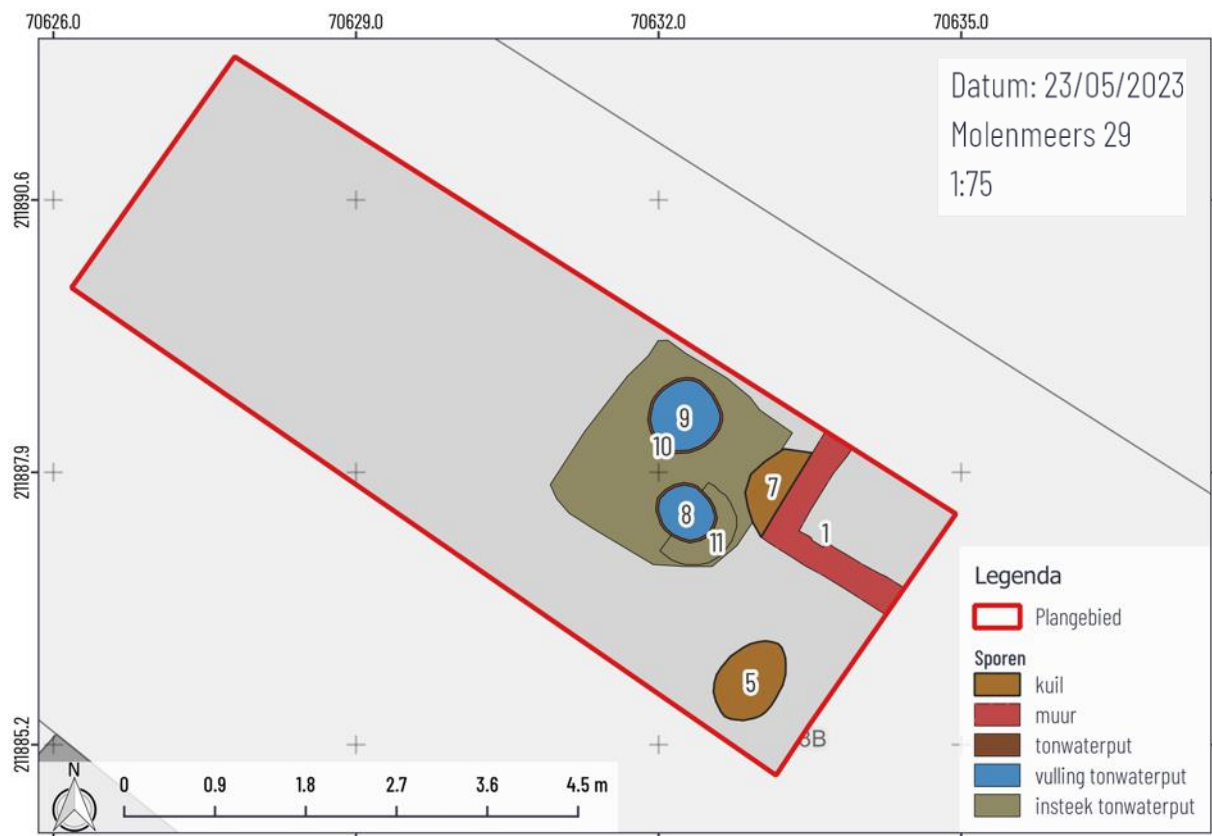 70626.0 70629.0 70632.0 70635.0
Datum: 23/05/2023
Molenmeers 29
1:75
211890.6
211887.9
211885.2
9
10
7
8
1
11
5
3B
Legenda
Plangebied
Sporen
kuil
muur
tonwaterput
vulling tonwaterput
insteek tonwaterput
N
0 0.9 1.8 2.7 3.6 4.5 m